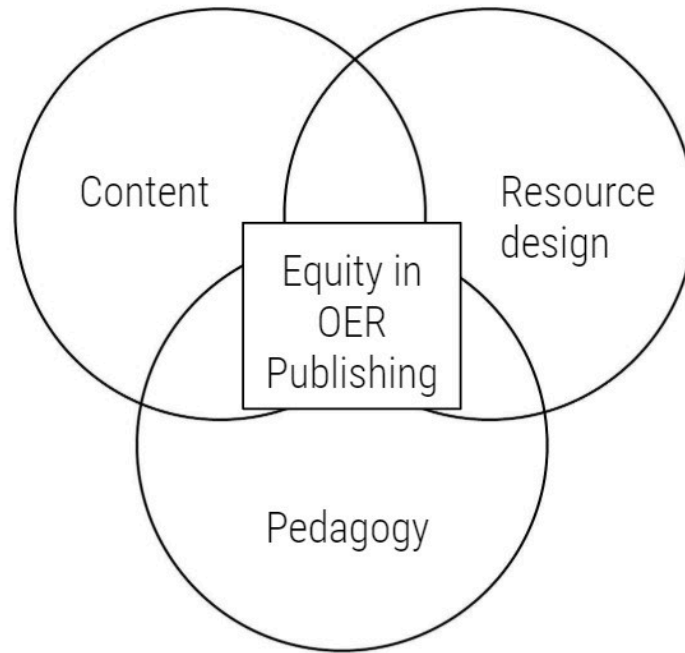 Content
Resource
design
Equity in
OER
Publishing
Pedagogy